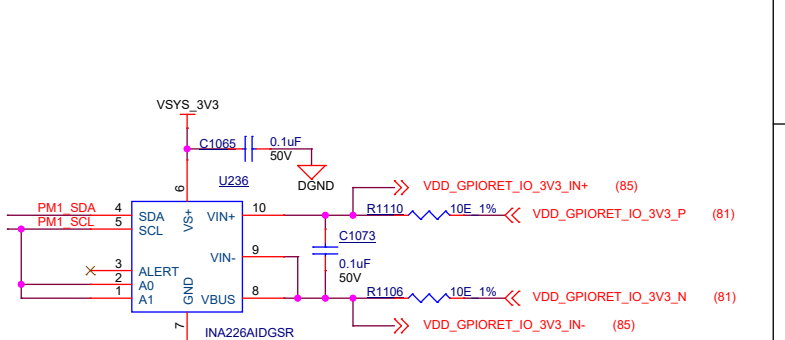 VSYS_3V3
C1065 0.1uF
50V
U236
DGND
6
VDD_GPIORET_IO_3V3_IN+ (85)
PM1_SDA 4 SDA VS+ VIN+ 10 R1110 10E_1% VDD_GPIORET_IO_3V3_P (81)
PM1_SCL 5 SCL
C1073
VIN- 9
0.1uF
50V
3 ALERT
2 A0
1 A1 GND VBUS 8 R1106 10E_1% VDD_GPIORET_IO_3V3_N (81)
7 INA226AIDGSR VDD_GPIORET_IO_3V3_IN- (85)